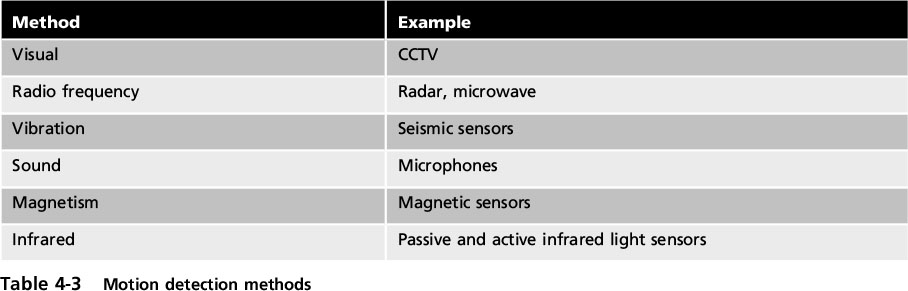 Method Example
Visual CCTV
Radio frequency Radar, microwave
Vibration Seismic sensors
Sound Microphones
Magnetism Magnetic sensors
Infrared Passive and active infrared light sensors
Table 4-3 Motion detection methods